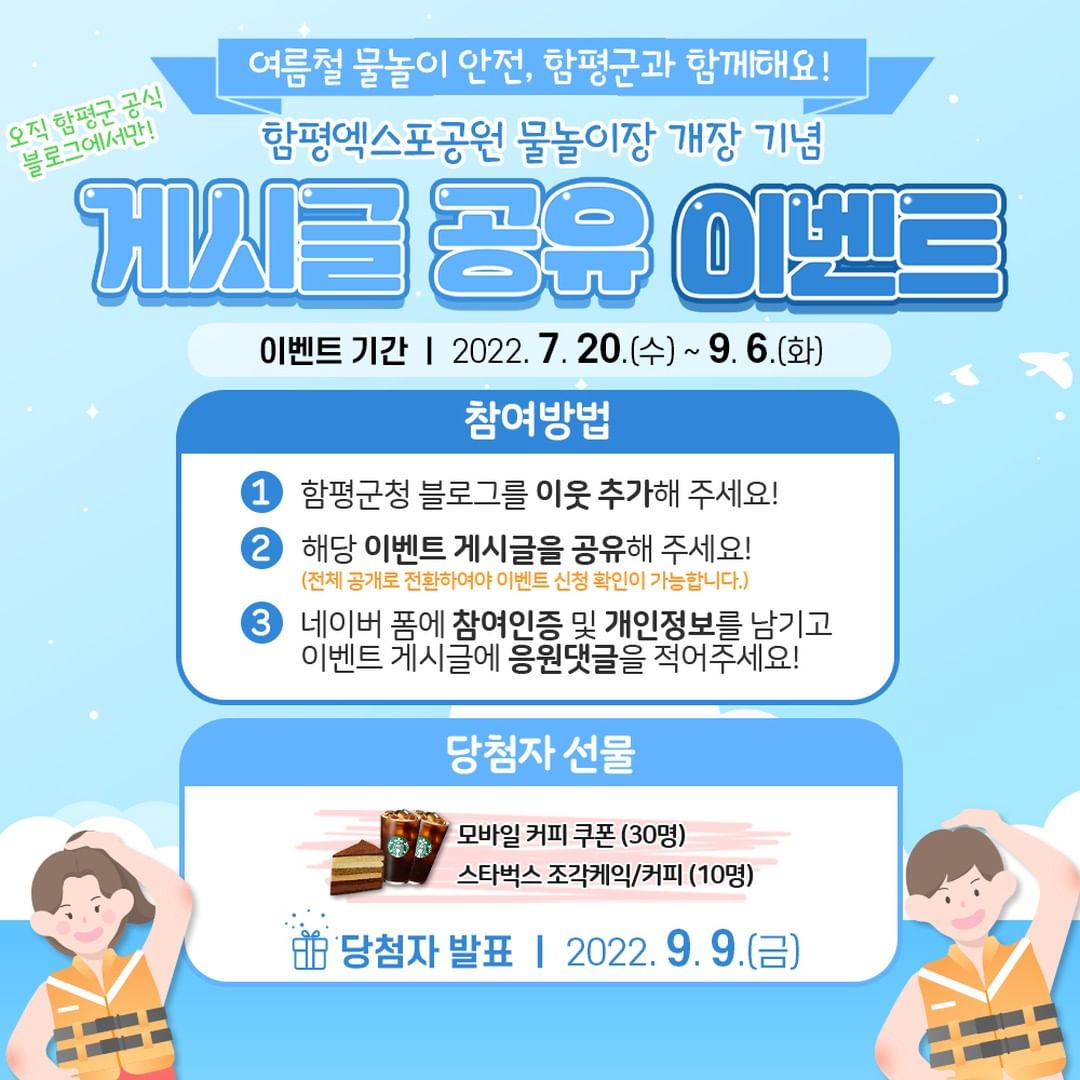 여름철 물놀이 안전, 함평군과 함께해요!
오직 함평군 공식
블로그에서만!
함평엑스포공원 물놀이장 개장 기념
게시글 공유 이벤트
이벤트 기간 | 2022. 7. 20.(수) ~ 9. 6.(화)
참여방법
1 함평군청 블로그를 이웃 추가해 주세요!
2 해당 이벤트 게시글을 공유해 주세요!
(전체 공개로 전환하여야 이벤트 신청 확인이 가능합니다.)
3 네이버 폼에 참여인증 및 개인정보를 남기고
이벤트 게시글에 응원댓글을 적어주세요!
당첨자 선물
모바일 커피 쿠폰 (30명)
스타벅스 조각케익/커피 (10명)
당첨자 발표 | 2022. 9. 9.(금)